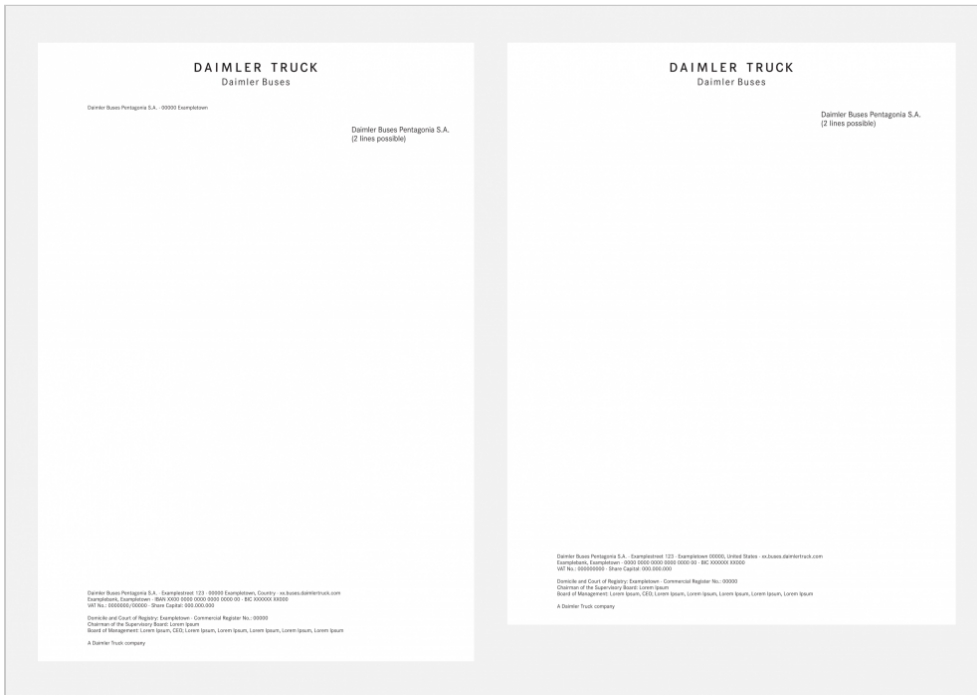 DAIMLER TRUCK
Daimler Buses
Daimler Buses Pentagonia S.A. · 00000 Exampletown
Daimler Buses Pentagonia S.A.
(2 lines possible)
Daimler Buses Pentagonia S.A. · Examplestreet 123 · 00000 Exampletown, Country · xx.buses.daimlertruck.com
Examplebank, Exampletown · IBAN XX00 0000 0000 0000 0000 00 · BIC XXXXXX XX000
VAT No.: 0000000/00000 · Share Capital: 000.000.000
Domicile and Court of Registry: Exampletown · Commercial Register No.: 00000
Chairman of the Supervisory Board: Lorem Ipsum
Board of Management: Lorem Ipsum, CEO; Lorem Ipsum, Lorem Ipsum, Lorem Ipsum, Lorem Ipsum, Lorem Ipsum
A Daimler Truck company
DAIMLER TRUCK
Daimler Buses
Daimler Buses Pentagonia S.A.
(2 lines possible)
Daimler Buses Pentagonia S.A. · Examplestreet 123 · Exampletown 00000, United States · xx.buses.daimlertruck.com
Examplebank, Exampletown · 0000 0000 0000 0000 0000 00 · BIC XXXXXX XX000
VAT No.: 000000000 · Share Capital: 000.000.000
Domicile and Court of Registry: Exampletown · Commercial Register No.: 00000
Chairman of the Supervisory Board: Lorem Ipsum
Board of Management: Lorem Ipsum, CEO; Lorem Ipsum, Lorem Ipsum, Lorem Ipsum, Lorem Ipsum, Lorem Ipsum
A Daimler Truck company